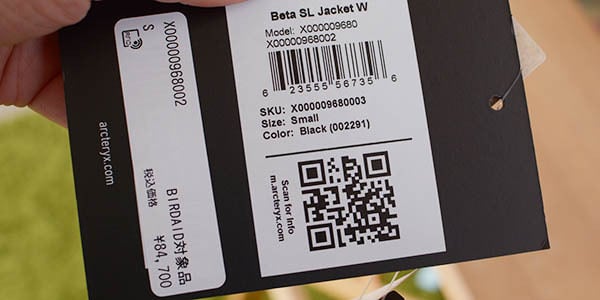 X00000968002
S
税込価格
BIRDAID対象品
¥84,700
arcteryx.com
Beta SL Jacket W
Model: X000009680
X00000968002
6 23555 56735 6
SKU: X000009680003
Size: Small
Color: Black (002291)
Scan for Info
m.arcteryx.com